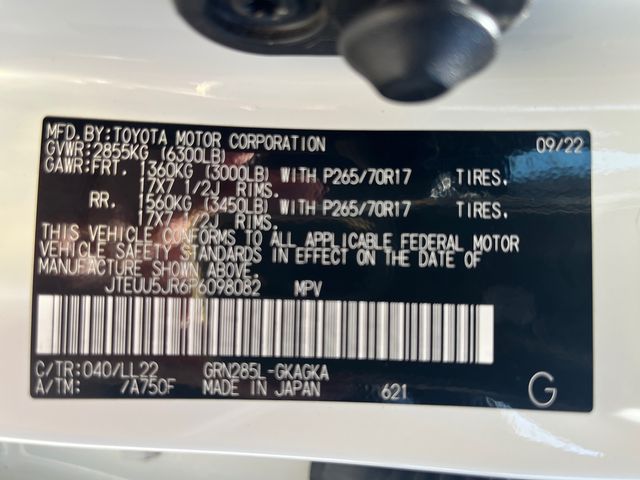 MFD.BY:TOYOTA MOTOR CORPORATION 09/22
GVWR:2855KG (6300LB)
GAWR:FRT. 1360KG (3000LB) WITH P265/70R17 TIRES.
17X7 1/2J RIMS.
RR. 1560KG (3450LB) WITH P265/70R17 TIRES.
17X7 1/2J RIMS.
THIS VEHICLE CONFORMS TO ALL APPLICABLE FEDERAL MOTOR
VEHICLE SAFETY STANDARDS IN EFFECT ON THE DATE OF
MANUFACTURE SHOWN ABOVE.
JTEUU5JR6P6098082 MPV
C/TR:040/LL22 GRN285L-GKAGKA
A/TM: /A750F MADE IN JAPAN 621 G